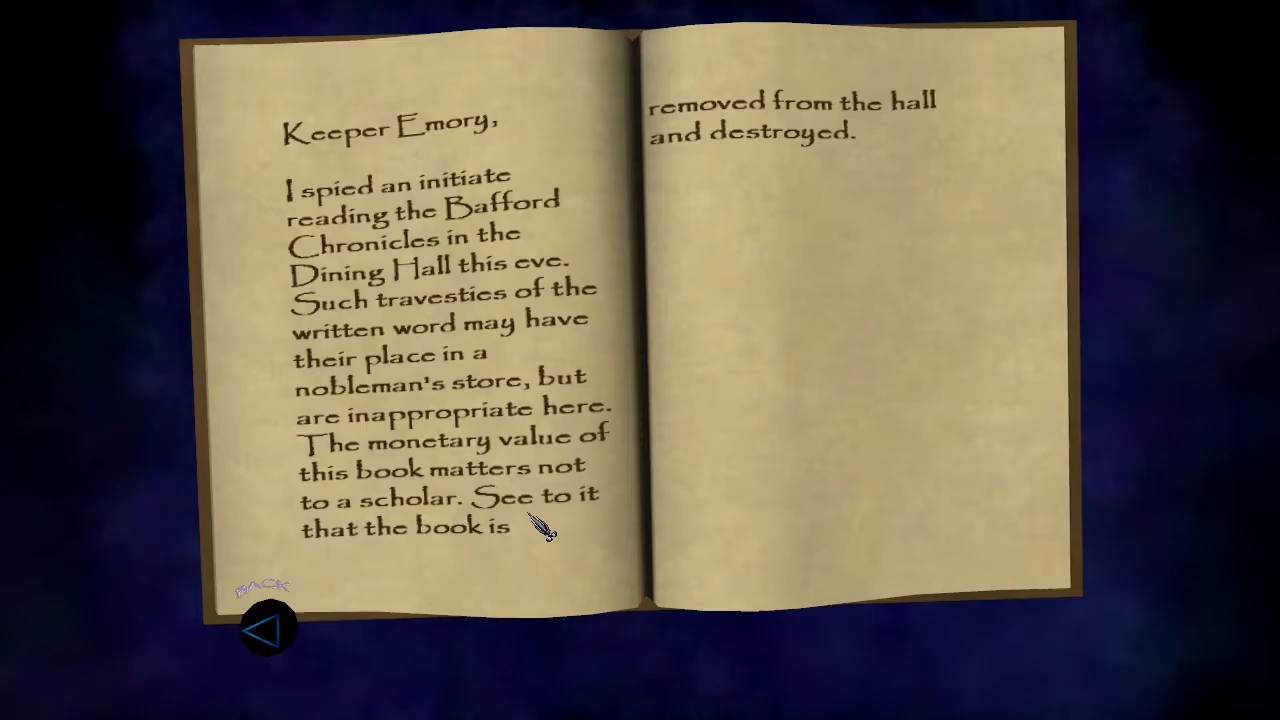 Keeper Emory,
I spied an initiate
reading the Bafford
Chronicles in the
Dining Hall this eve.
Such travesties of the
written word may have
their place in a
nobleman's store, but
are inappropriate here.
The monetary value of
this book matters not
to a scholar. See to it
that the book is
removed from the hall
and destroyed.
BACK